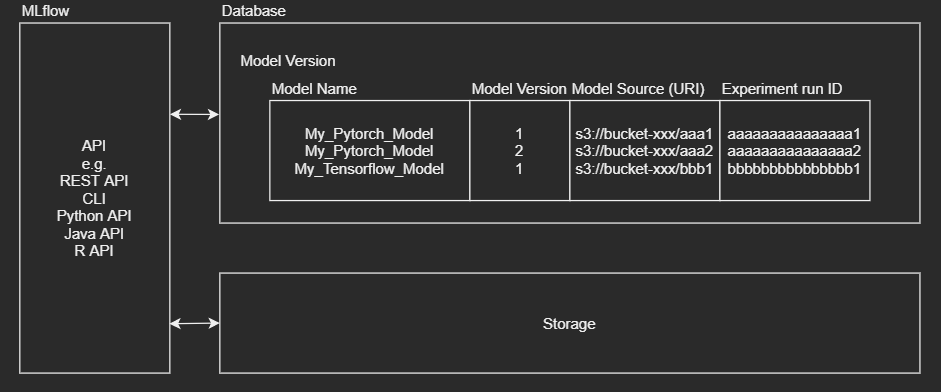 MLflow
API
e.g.
REST API
CLI
Python API
Java API
R API
Database
Model Version
Model Name Model Version Model Source (URI) Experiment run ID
My_Pytorch_Model 1 s3://bucket-xxx/aaa1 aaaaaaaaaaaaaaa1
My_Pytorch_Model 2 s3://bucket-xxx/aaa2 aaaaaaaaaaaaaaa2
My_Tensorflow_Model 1 s3://bucket-xxx/bbb1 bbbbbbbbbbbbbbb1
Storage